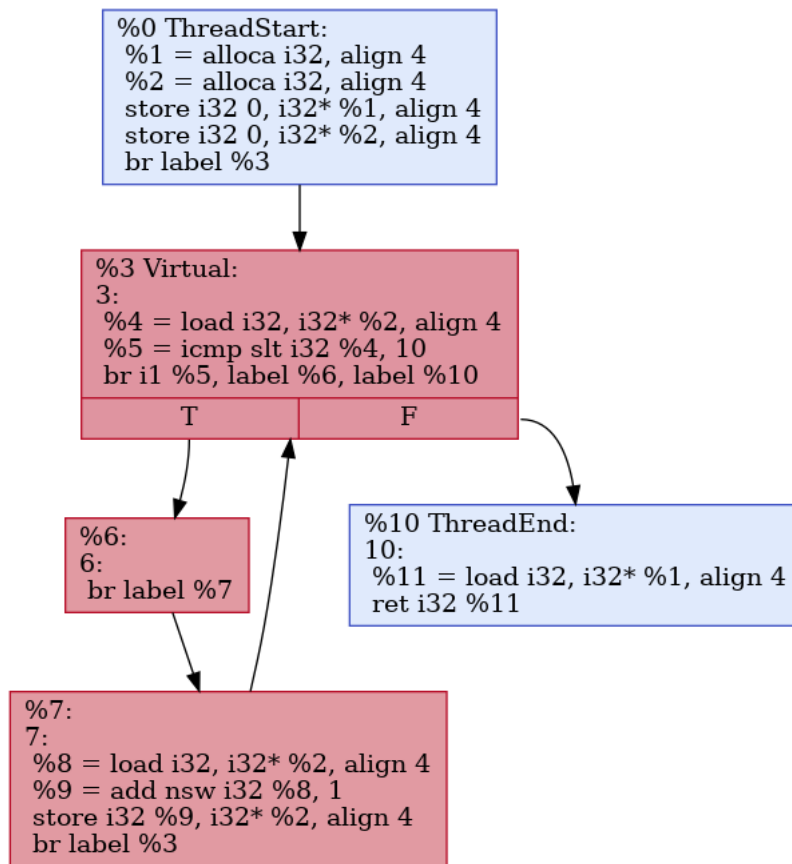 %0 ThreadStart:
%1 = alloca i32, align 4
%2 = alloca i32, align 4
store i32 0, i32* %1, align 4
store i32 0, i32* %2, align 4
br label %3
%3 Virtual:
3:
%4 = load i32, i32* %2, align 4
%5 = icmp slt i32 %4, 10
br i1 %5, label %6, label %10
T
F
%6:
6:
br label %7
%10 ThreadEnd:
10:
%11 = load i32, i32* %1, align 4
ret i32 %11
%7:
7:
%8 = load i32, i32* %2, align 4
%9 = add nsw i32 %8, 1
store i32 %9, i32* %2, align 4
br label %3